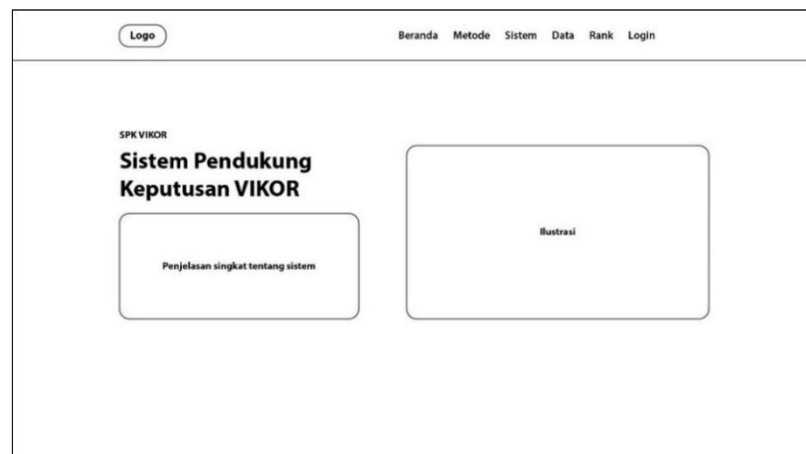 Logo
Beranda Metode Sistem Data Rank Login
SPK VIKOR
Sistem Pendukung
Keputusan VIKOR
Penjelasan singkat tentang sistem
Ilustrasi